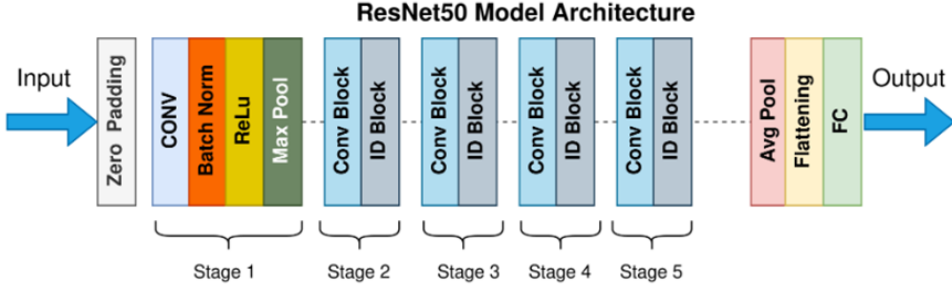 ResNet50 Model Architecture
Input
Zero Padding
CONV
Batch Norm
ReLu
Max Pool
Conv Block
ID Block
Conv Block
ID Block
Conv Block
ID Block
Conv Block
ID Block
Avg Pool
Flattening
FC
Output
Stage 1
Stage 2
Stage 3
Stage 4
Stage 5